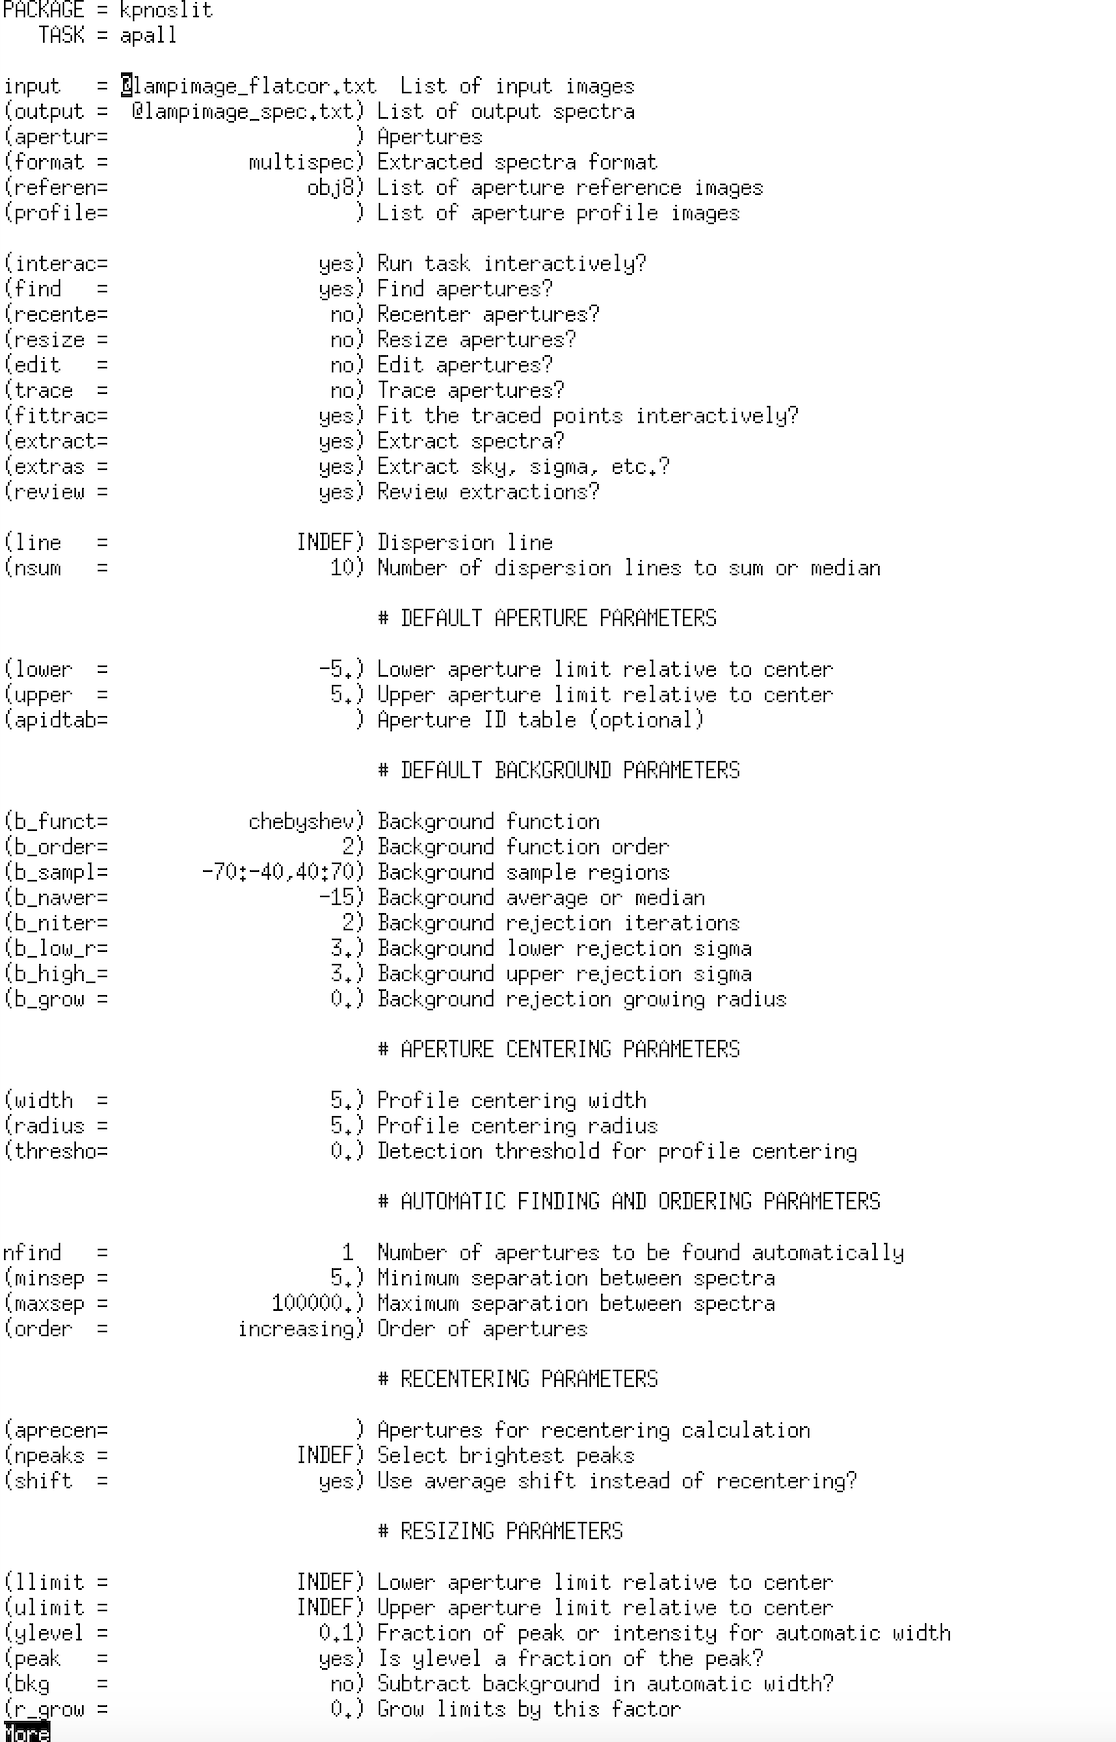 PACKAGE = kpnoslit
TASK = apall
input = @lampimage_flatcor.txt List of input images
(output = @lampimage_spec.txt) List of output spectra
(apertur= ) Apertures
(format = multispec) Extracted spectra format
(referen= obj8) List of aperture reference images
(profile= ) List of aperture profile images
(interac= yes) Run task interactively?
(find = yes) Find apertures?
(recente= no) Recenter apertures?
(resize = no) Resize apertures?
(edit = no) Edit apertures?
(trace = no) Trace apertures?
(fittrac= yes) Fit the traced points interactively?
(extract= yes) Extract spectra?
(extras = yes) Extract sky, sigma, etc.?
(review = yes) Review extractions?
(line = INDEF) Dispersion line
(nsum = 10) Number of dispersion lines to sum or median
# DEFAULT APERTURE PARAMETERS
(lower = -5.) Lower aperture limit relative to center
(upper = 5.) Upper aperture limit relative to center
(apidtab= ) Aperture ID table (optional)
# DEFAULT BACKGROUND PARAMETERS
(b_funct= chebyshev) Background function
(b_order= 2) Background function order
(b_sampl= -70:-40,40:70) Background sample regions
(b_naver= -15) Background average or median
(b_niter= 2) Background rejection iterations
(b_low_r= 3.) Background lower rejection sigma
(b_high_= 3.) Background upper rejection sigma
(b_grow = 0.) Background rejection growing radius
# APERTURE CENTERING PARAMETERS
(width = 5.) Profile centering width
(radius = 5.) Profile centering radius
(thresho= 0.) Detection threshold for profile centering
# AUTOMATIC FINDING AND ORDERING PARAMETERS
nfind = 1 Number of apertures to be found automatically
(minsep = 5.) Minimum separation between spectra
(maxsep = 100000.) Maximum separation between spectra
(order = increasing) Order of apertures
# RECENTERING PARAMETERS
(aprecen= ) Apertures for recentering calculation
(npeaks = INDEF) Select brightest peaks
(shift = yes) Use average shift instead of recentering?
# RESIZING PARAMETERS
(llimit = INDEF) Lower aperture limit relative to center
(ulimit = INDEF) Upper aperture limit relative to center
(ylevel = 0.1) Fraction of peak or intensity for automatic width
(peak = yes) Is ylevel a fraction of the peak?
(bkg = no) Subtract background in automatic width?
(r_grow = 0.) Grow limits by this factor
More